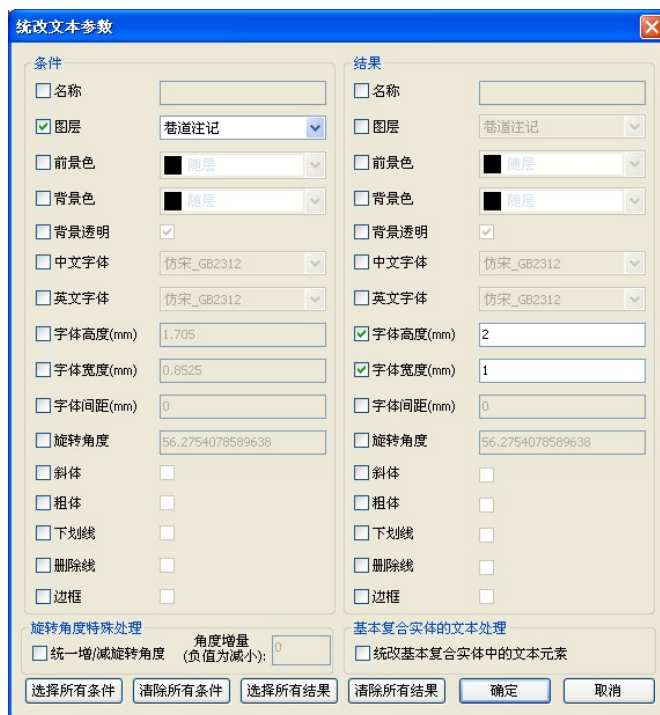 统改文本参数
条件 结果
名称 名称
图层 巷道注记 图层 巷道注记
前景色 随层 前景色 随层
背景色 随层 背景色 随层
背景透明 背景透明
中文字体 仿宋_GB2312 中文字体 仿宋_GB2312
英文字体 仿宋_GB2312 英文字体 仿宋_GB2312
字体高度(mm) 1.705 字体高度(mm) 2
字体宽度(mm) 0.8525 字体宽度(mm) 1
字体间距(mm) 0 字体间距(mm) 0
旋转角度 56.2754078589638 旋转角度 56.2754078589638
斜体 斜体
粗体 粗体
下划线 下划线
删除线 删除线
边框 边框
旋转角度特殊处理 基本复合实体的文本处理
统一增/减旋转角度 角度增量 0 统改基本复合实体中的文本元素
(负值为减小):
选择所有条件 清除所有条件 选择所有结果 清除所有结果 确定 取消